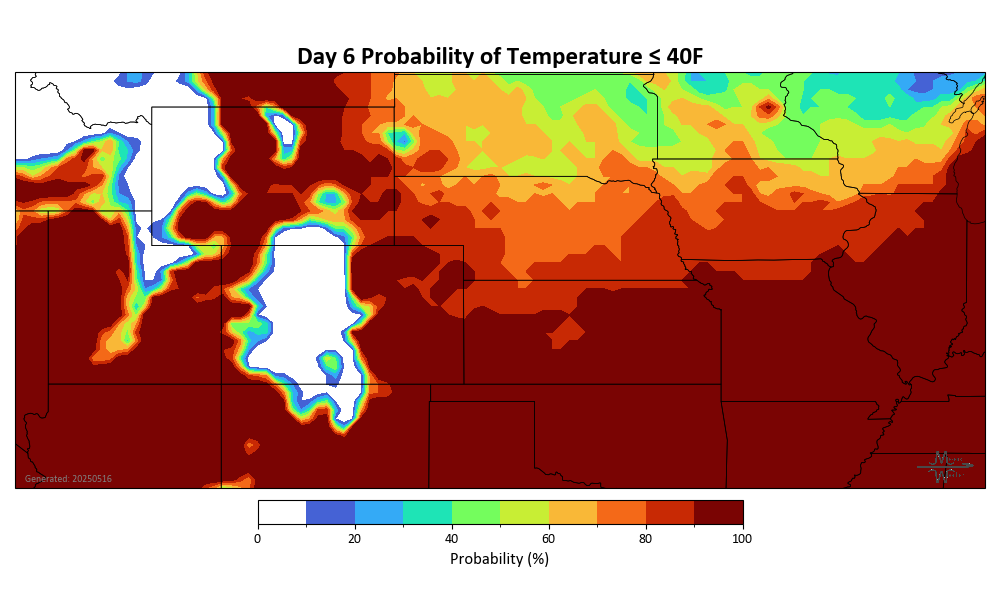 Day 6 Probability of Temperature ≤ 40F
Generated: 20250516
0 20 40 60 80 100
Probability (%)